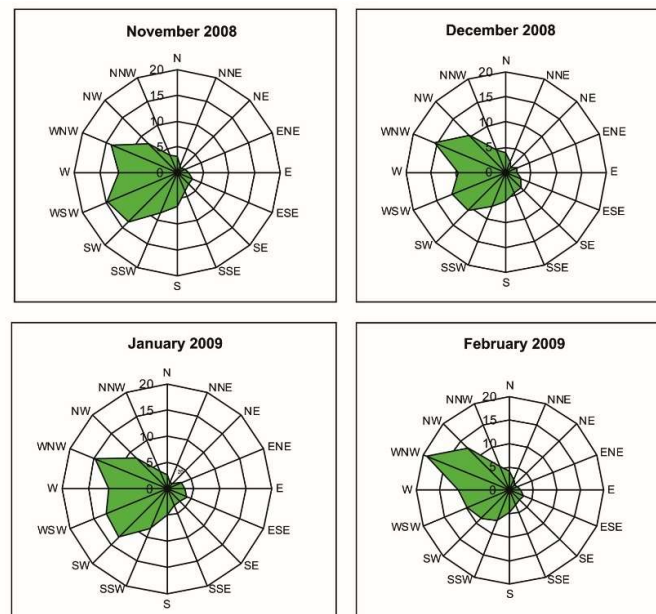 November 2008
N
NNE
NE
ENE
E
ESE
SE
SSE
S
SSW
SW
WSW
W
WNW
NW
NNW
20
15
10
5
0
December 2008
N
NNE
NE
ENE
E
ESE
SE
SSE
S
SSW
SW
WSW
W
WNW
NW
NNW
20
15
10
5
0
January 2009
N
NNE
NE
ENE
E
ESE
SE
SSE
S
SSW
SW
WSW
W
WNW
NW
NNW
20
15
10
5
0
February 2009
N
NNE
NE
ENE
E
ESE
SE
SSE
S
SSW
SW
WSW
W
WNW
NW
NNW
20
15
10
5
0